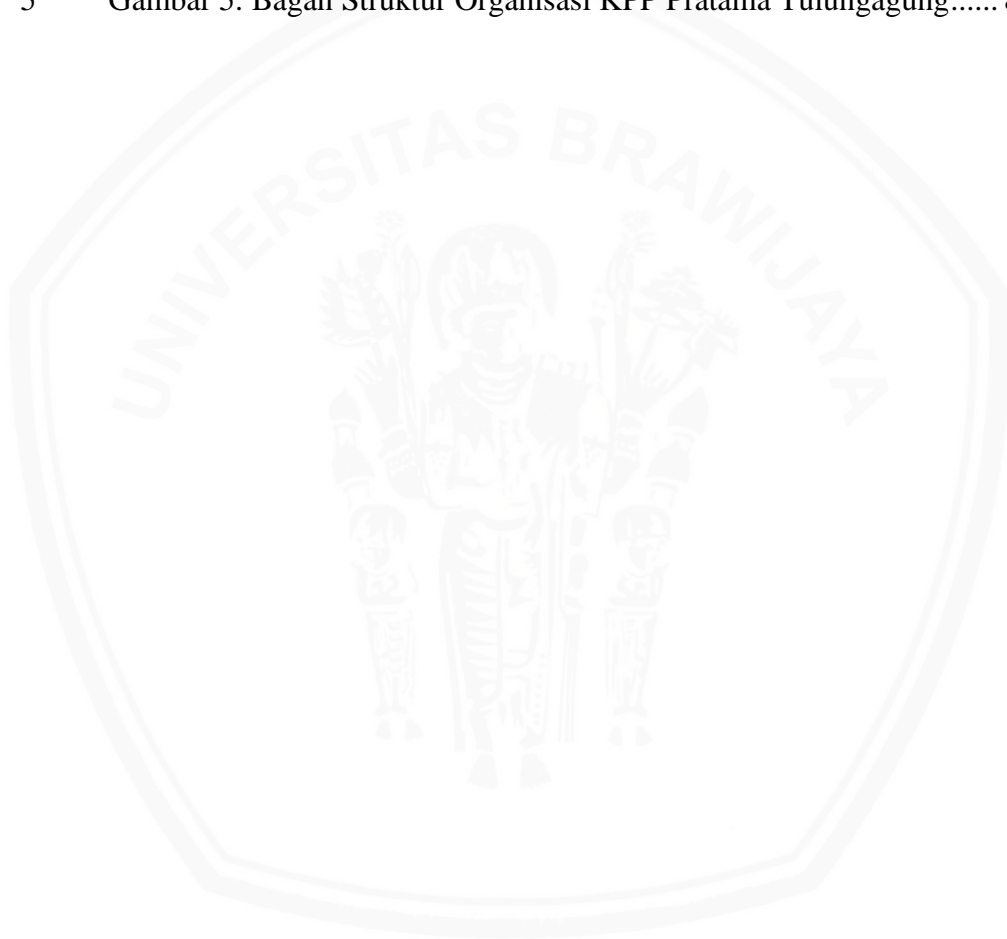 5 Gambar 5. Bagan Struktur Organisasi KPP Pratama Tulungagung......
UNIVERSITAS BRAWIJAYA